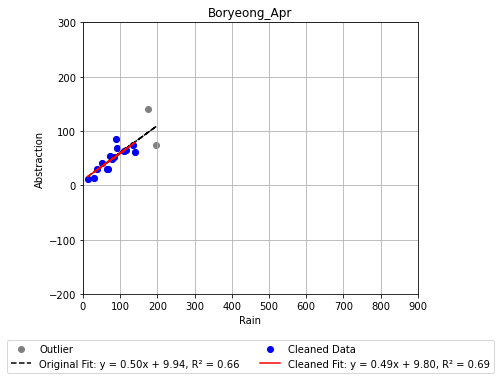 Boryeong_Apr
300
200
100
0
−100
−200
Abstraction
0 100 200 300 400 500 600 700 800 900
Rain
Outlier Cleaned Data
Original Fit: y = 0.50x + 9.94, R² = 0.66 Cleaned Fit: y = 0.49x + 9.80, R² = 0.69